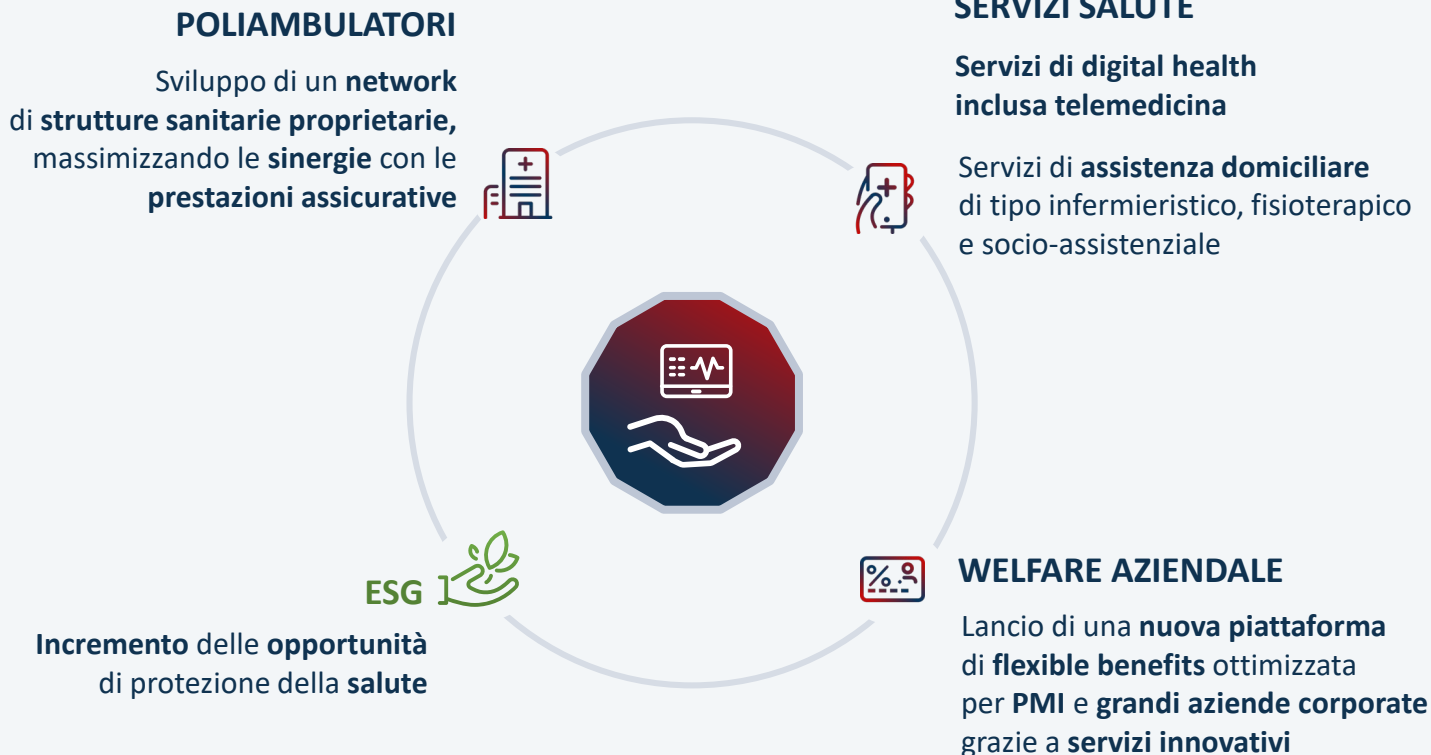 POLIAMBULATORI
Sviluppo di un network
di strutture sanitarie proprietarie,
massimizzando le sinergie con le
prestazioni assicurative
SERVIZI SALUTE
Servizi di digital health
inclusa telemedicina
Servizi di assistenza domiciliare
di tipo infermieristico, fisioterapico
e socio-assistenziale
ESG
Incremento delle opportunità
di protezione della salute
WELFARE AZIENDALE
Lancio di una nuova piattaforma
di flexible benefits ottimizzata
per PMI e grandi aziende corporate
grazie a servizi innovativi